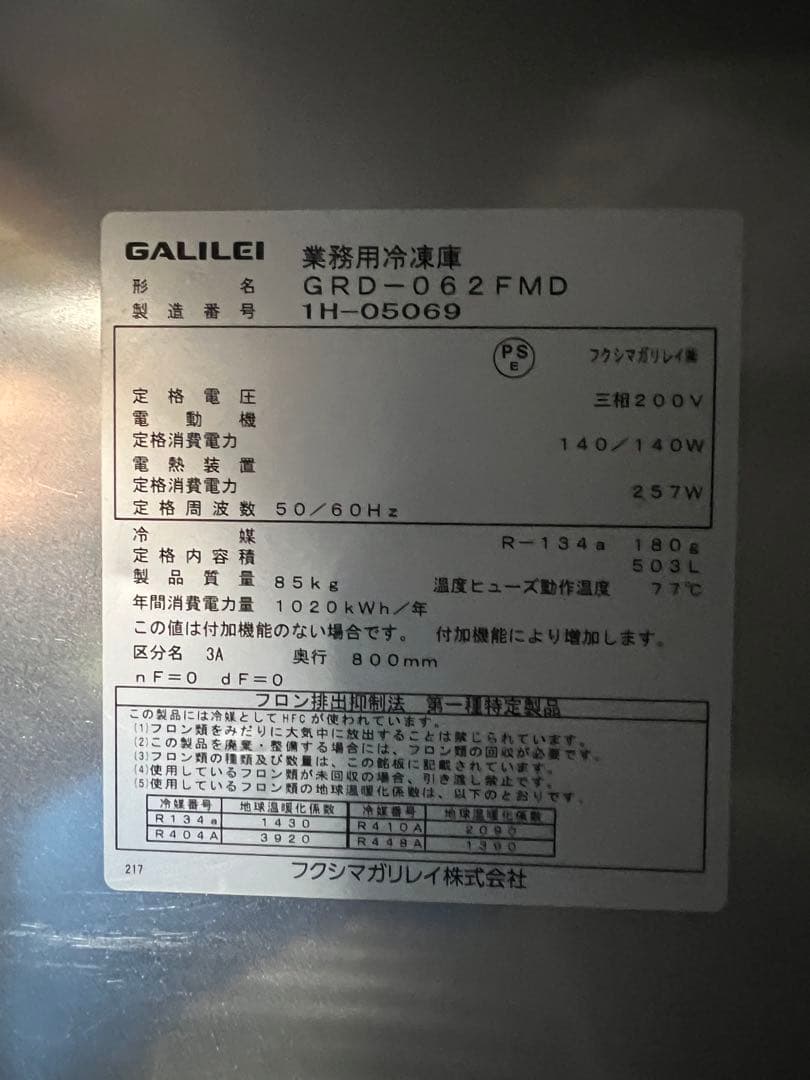 GALILEI 業務用冷凍庫
形名 GRD-062FMD
製造番号 1H-05069
PS E フクシマガリレイ㈱
定格電圧 三相200V
電動機
定格消費電力 140/140W
電熱装置
定格消費電力 257W
定格周波数 50/60Hz
冷媒 R-134a 180g
定格内容積 503L
製品質量 85kg 温度ヒューズ動作温度 77℃
年間消費電力量 1020kWh/年
この値は付加機能のない場合です。 付加機能により増加します。
区分名 3A 奥行 800mm
nF=0 dF=0
フロン排出抑制法 第一種特定製品
この製品には冷媒としてHFCが使われています。
(1)フロン類をみだりに大気中に放出することは禁じられています。
(2)この製品を廃棄・整備する場合には、フロン類の回収が必要です。
(3)フロン類の種類及び数量は、この銘板に記載されています。
(4)使用しているフロン類が未回収の場合、引き渡し禁止です。
(5)使用しているフロン類の地球温暖化係数は、以下のとおりです。
冷媒番号 地球温暖化係数 冷媒番号 地球温暖化係数
R134a 1430 R410A 2090
R404A 3920 R448A 1390
217 フクシマガリレイ株式会社